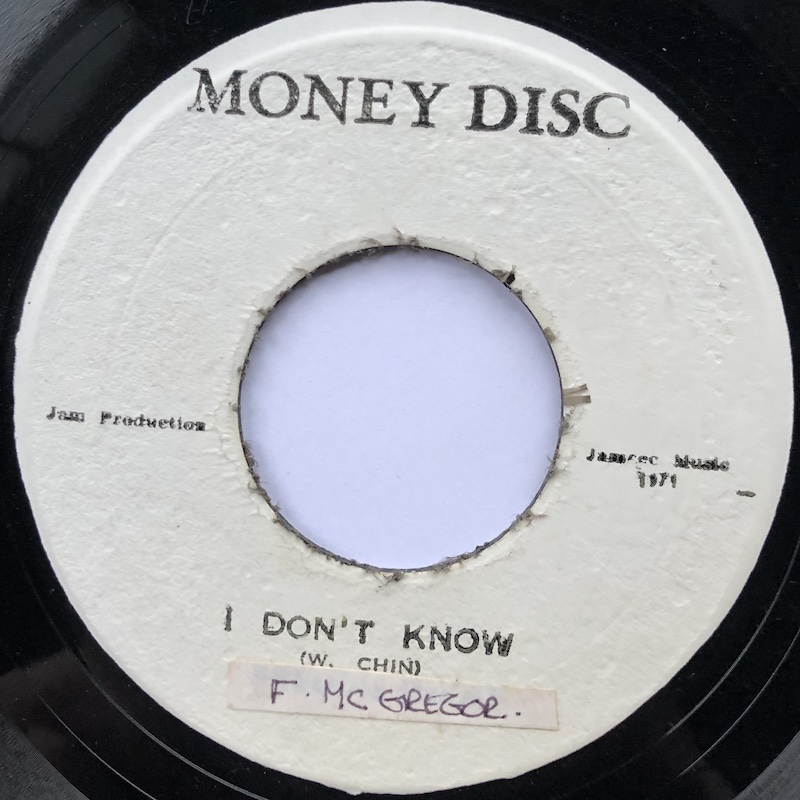 MONEY DISC
Jam Production
Jamrec Music
1971
I DON'T KNOW
(W. CHIN)
F. MC GREGOR.